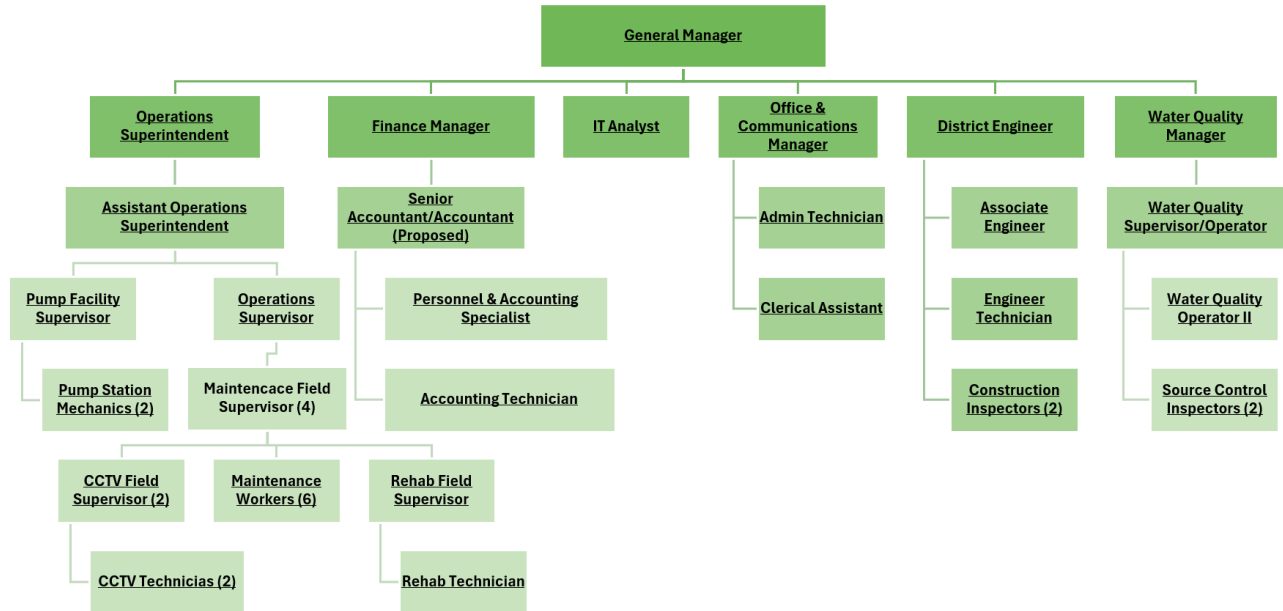 General Manager
Operations
Superintendent
Finance Manager
IT Analyst
Office &
Communications
Manager
District Engineer
Water Quality
Manager
Assistant Operations
Superintendent
Senior
Accountant/Accountant
(Proposed)
Admin Technician
Associate
Engineer
Water Quality
Supervisor/Operator
Pump Facility
Supervisor
Operations
Supervisor
Personnel & Accounting
Specialist
Clerical Assistant
Engineer
Technician
Water Quality
Operator II
Pump Station
Mechanics (2)
Maintencace Field
Supervisor (4)
Accounting Technician
Construction
Inspectors (2)
Source Control
Inspectors (2)
CCTV Field
Supervisor (2)
Maintenance
Workers (6)
Rehab Field
Supervisor
CCTV Technicias (2)
Rehab Technician